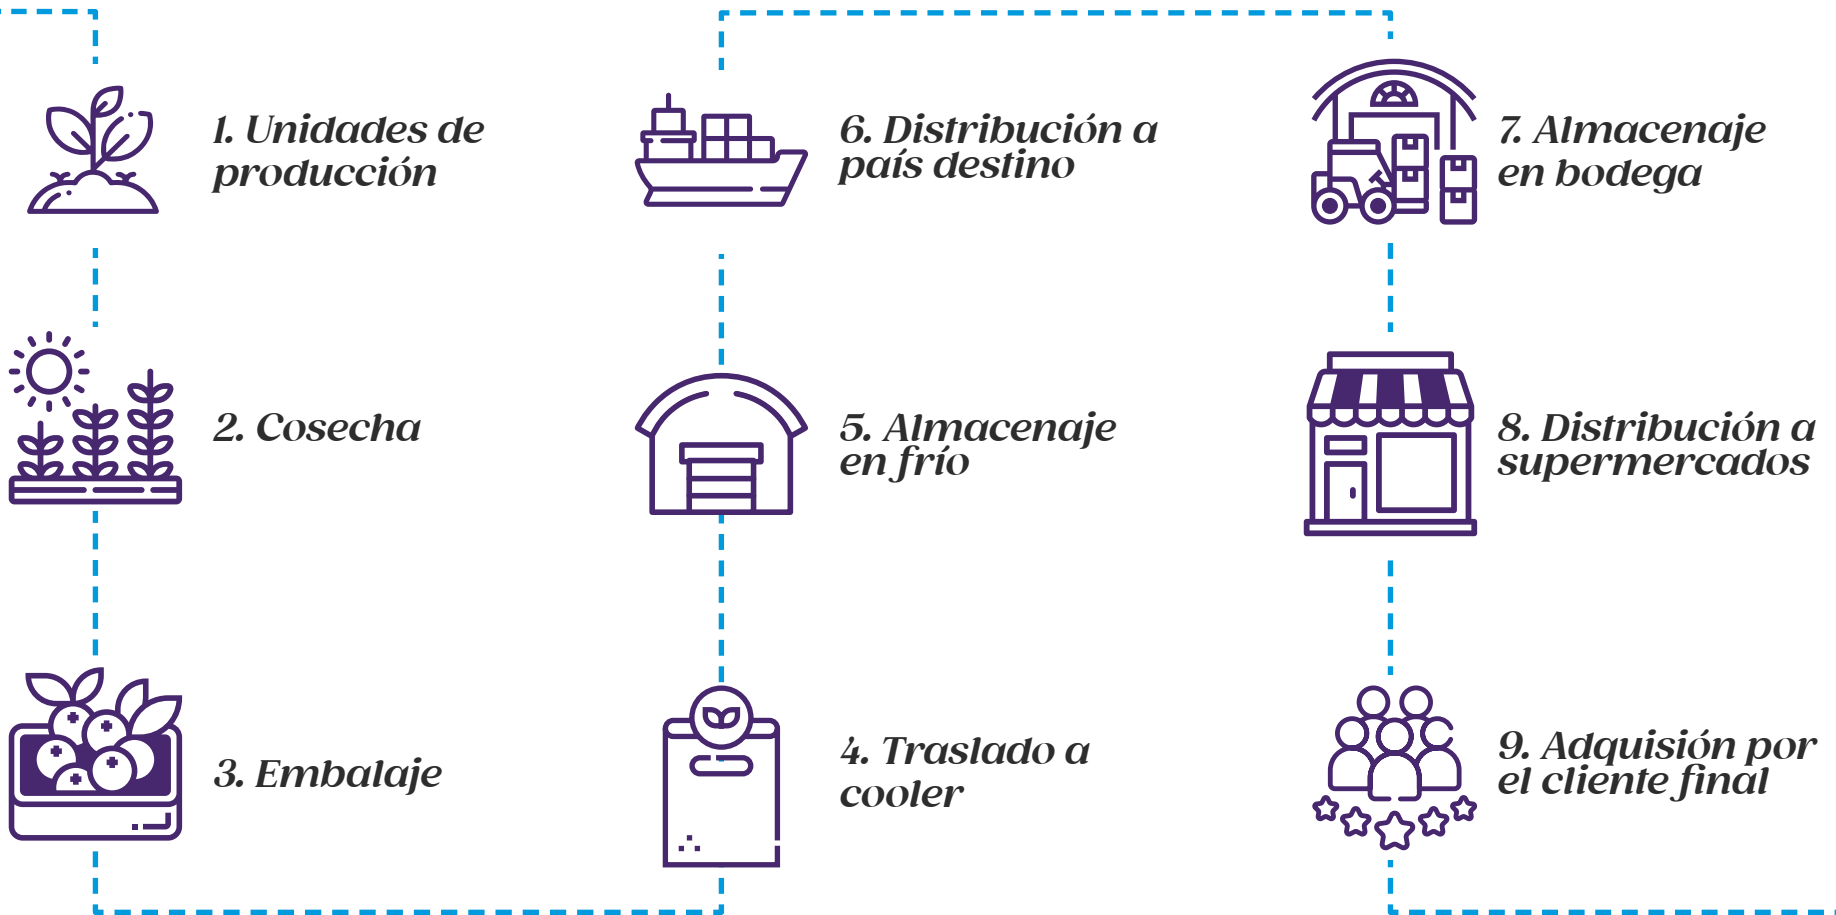 1. Unidades de
producción
2. Cosecha
3. Embalaje
4. Traslado a
cooler
5. Almacenaje
en frío
6. Distribución a
país destino
7. Almacenaje
en bodega
8. Distribución a
supermercados
9. Adquisión por
el cliente final